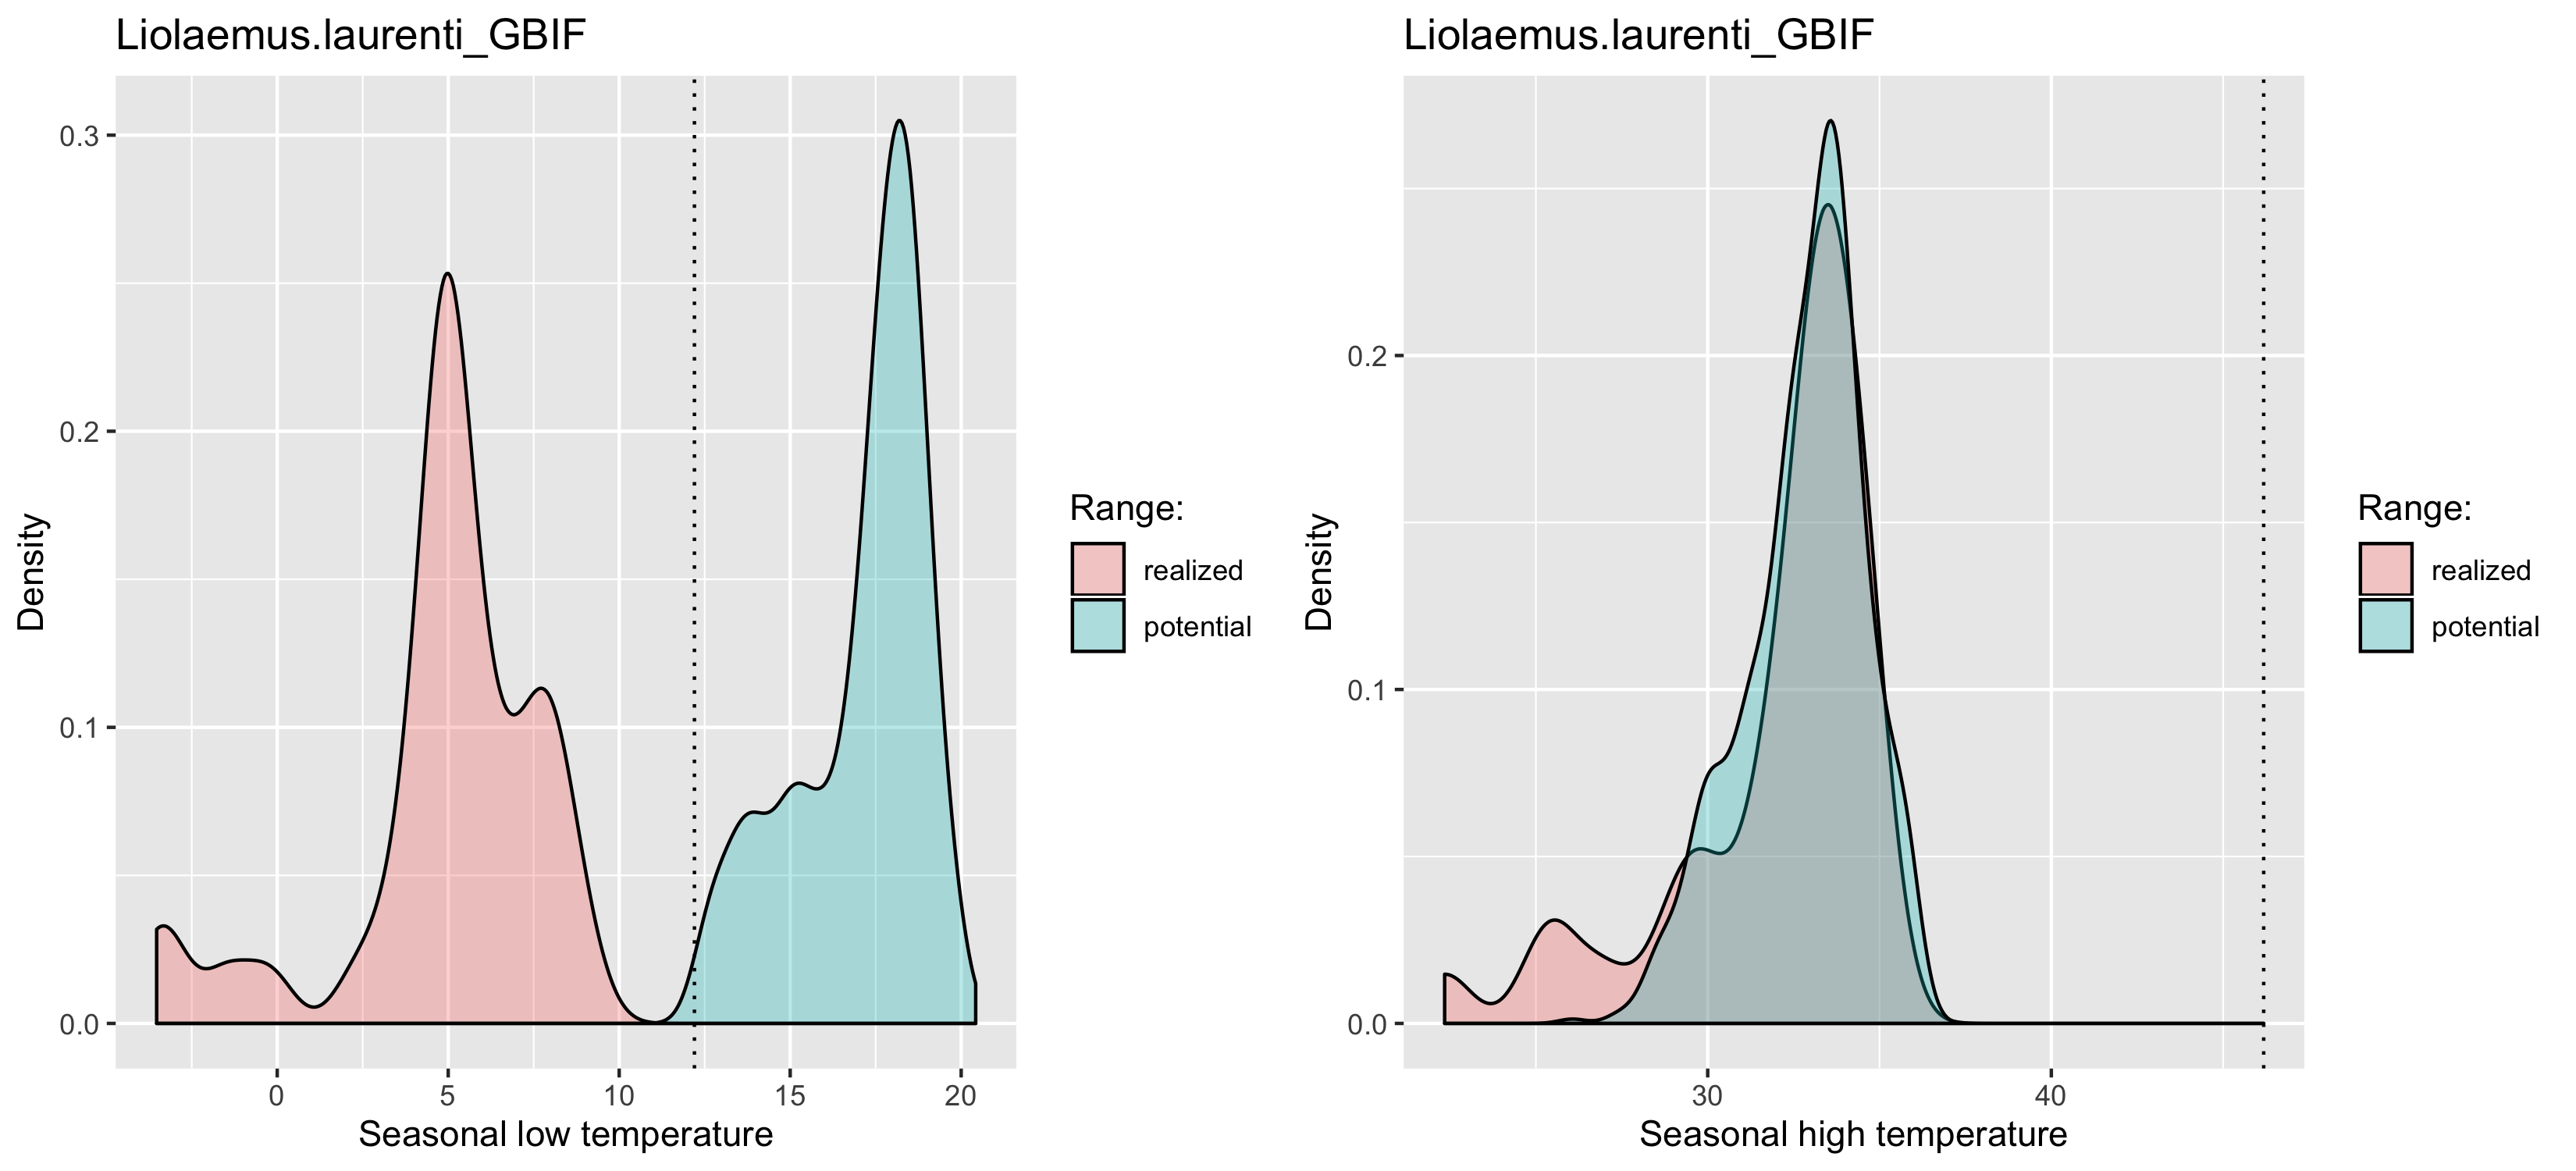 Liolaemus.laurenti_GBIF
0.3
0.2
0.1
0.0
Density
0 5 10 15 20
Seasonal low temperature
Range:
realized
potential
Liolaemus.laurenti_GBIF
0.2
0.1
0.0
Density
30 40
Seasonal high temperature
Range:
realized
potential